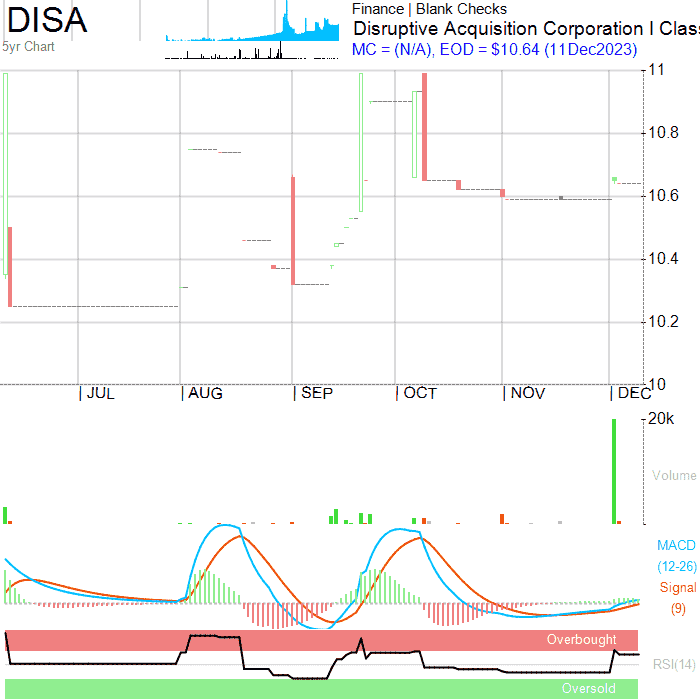 DISA
5yr Chart
Finance | Blank Checks
Disruptive Acquisition Corporation I Clas
MC = (N/A), EOD = $10.64 (11Dec2023)
11
10.8
10.6
10.4
10.2
10
JUL AUG SEP OCT NOV DEC
20k
Volume
MACD
(12-26)
Signal
(9)
Overbought
RSI(14)
Oversold